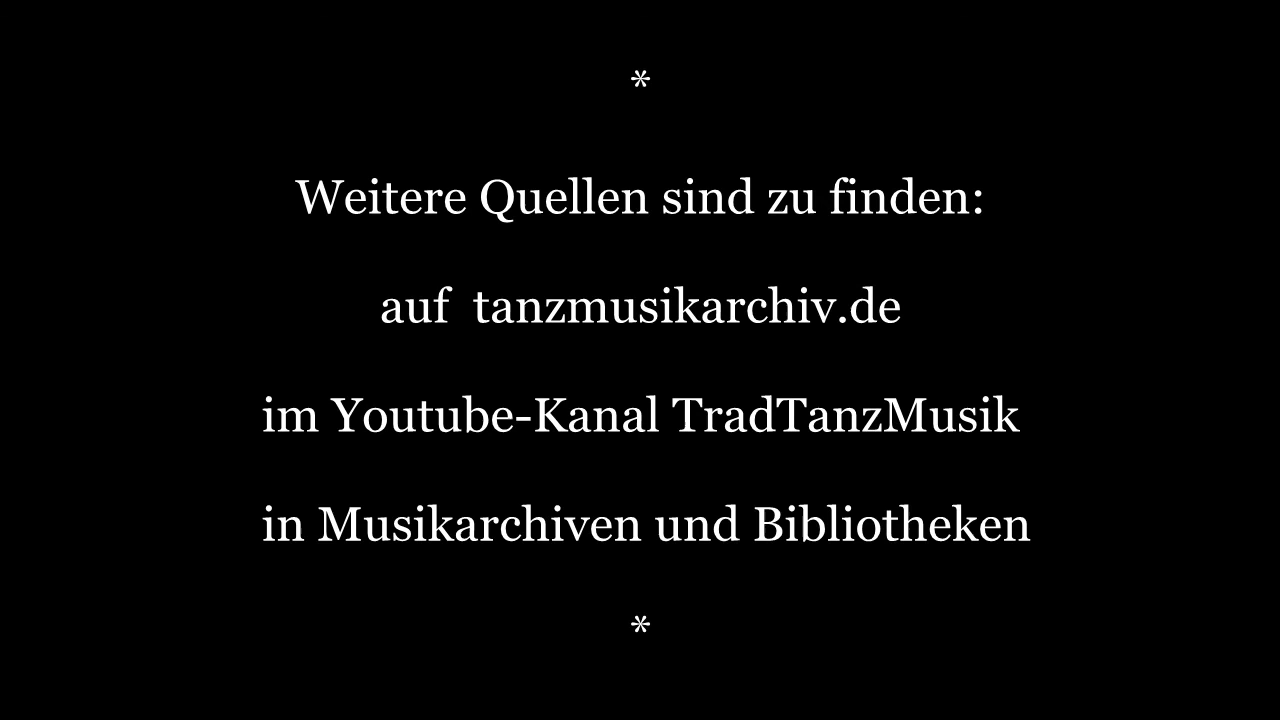 *
Weitere Quellen sind zu finden:
auf  tanzmusikarchiv.de
im Youtube-Kanal TradTanzMusik
in Musikarchiven und Bibliotheken
*